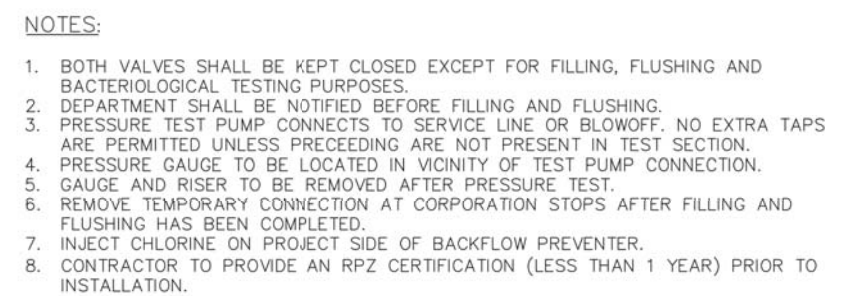 NOTES:
1. BOTH VALVES SHALL BE KEPT CLOSED EXCEPT FOR FILLING, FLUSHING AND
BACTERIOLOGICAL TESTING PURPOSES.
2. DEPARTMENT SHALL BE NOTIFIED BEFORE FILLING AND FLUSHING.
3. PRESSURE TEST PUMP CONNECTS TO SERVICE LINE OR BLOWOFF. NO EXTRA TAPS
ARE PERMITTED UNLESS PRECEEDING ARE NOT PRESENT IN TEST SECTION.
4. PRESSURE GAUGE TO BE LOCATED IN VICINITY OF TEST PUMP CONNECTION.
5. GAUGE AND RISER TO BE REMOVED AFTER PRESSURE TEST.
6. REMOVE TEMPORARY CONNECTION AT CORPORATION STOPS AFTER FILLING AND
FLUSHING HAS BEEN COMPLETED.
7. INJECT CHLORINE ON PROJECT SIDE OF BACKFLOW PREVENTER.
8. CONTRACTOR TO PROVIDE AN RPZ CERTIFICATION (LESS THAN 1 YEAR) PRIOR TO
INSTALLATION.